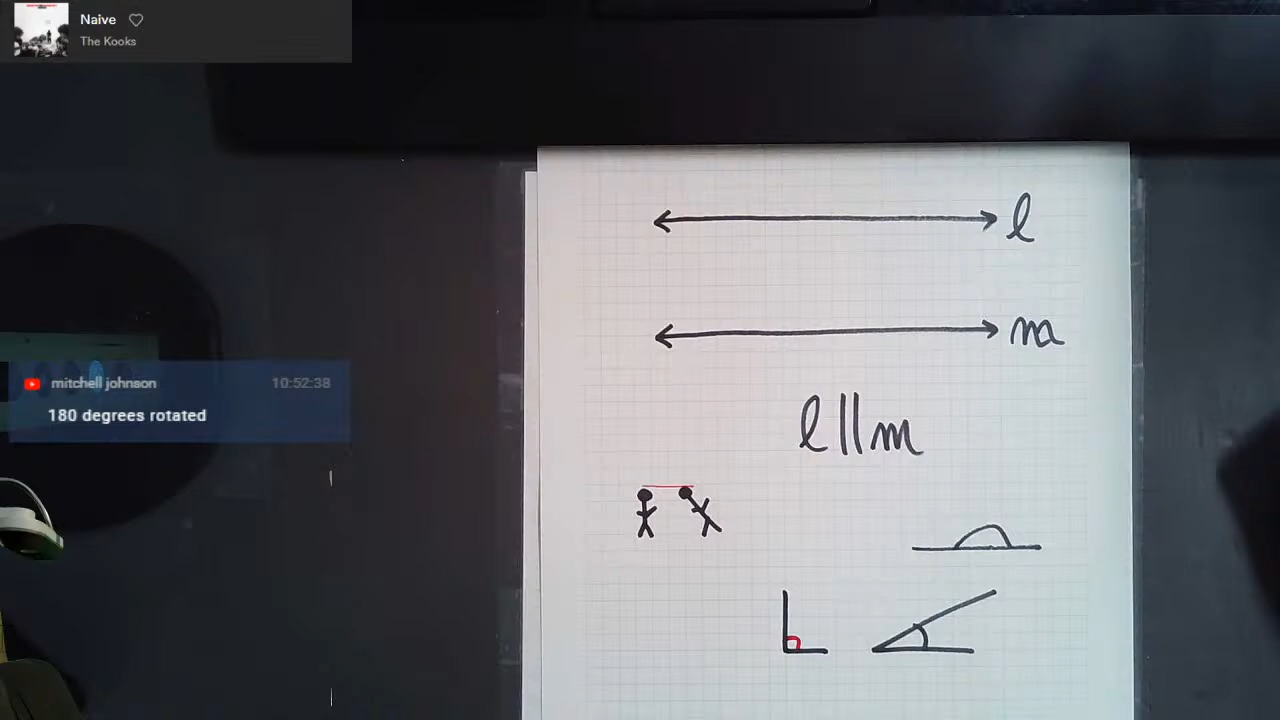 Naive
The Kooks
l
m
mitchell johnson 10:52:38
180 degrees rotated
l||m